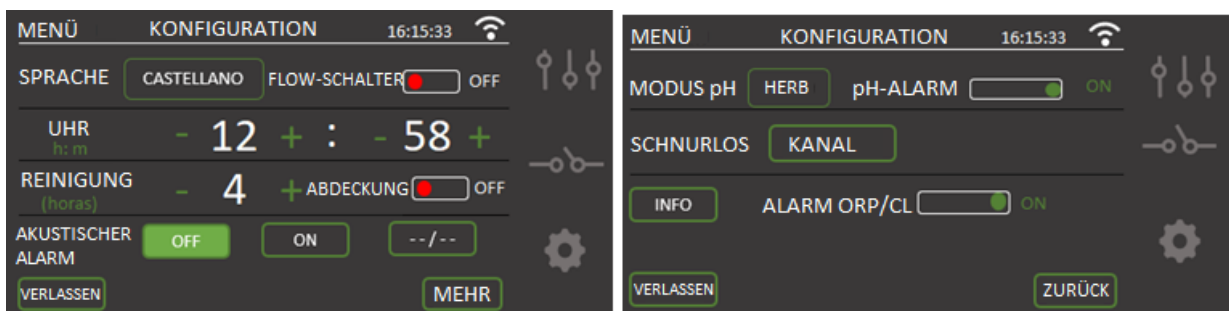 MENÜ KONFIGURATION 16:15:33
SPRACHE CASTELLANO FLOW-SCHALTER OFF
UHR - 12 + : - 58 +
h: m
REINIGUNG - 4 + ABDECKUNG OFF
(horas)
AKUSTISCHER ALARM OFF ON --/--
VERLASSEN MEHR
MENÜ KONFIGURATION 16:15:33
MODUS pH HERB pH-ALARM ON
SCHNURLOS KANAL
INFO ALARM ORP/CL ON
VERLASSEN ZURÜCK